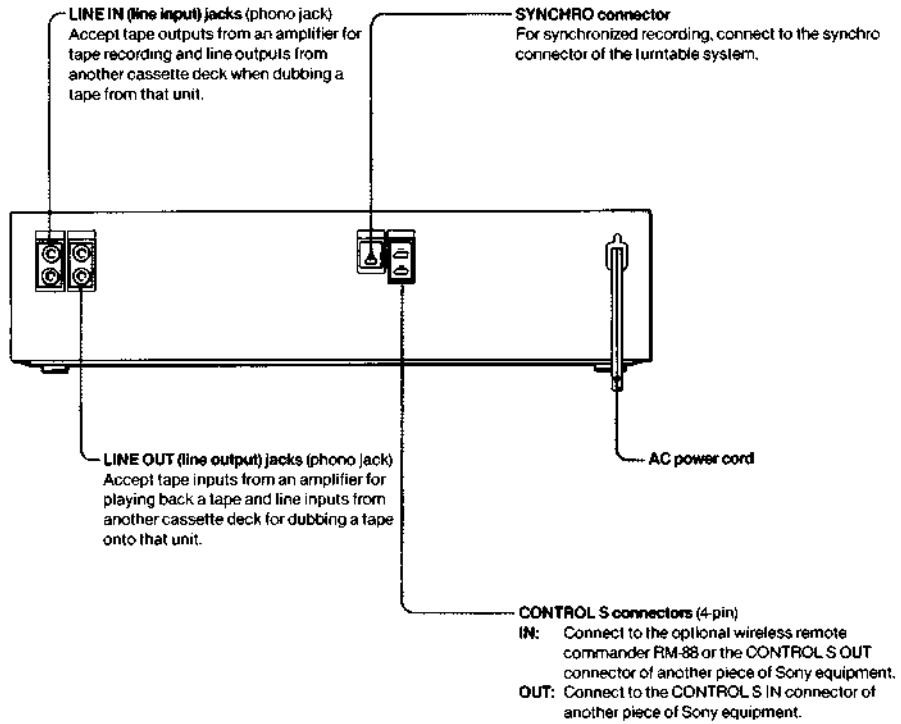 LINE IN (line input) jacks (phono jack)
Accept tape outputs from an amplifier for
tape recording and line outputs from
another cassette deck when dubbing a
tape from that unit.
SYNCHRO connector
For synchronized recording, connect to the synchro
connector of the turntable system.
LINE OUT (line output) jacks (phono jack)
Accept tape inputs from an amplifier for
playing back a tape and line inputs from
another cassette deck for dubbing a tape
onto that unit.
AC power cord
CONTROL S connectors (4-pin)
IN: Connect to the optional wireless remote
commander RM-88 or the CONTROL S OUT
connector of another piece of Sony equipment.
OUT: Connect to the CONTROL S IN connector of
another piece of Sony equipment.